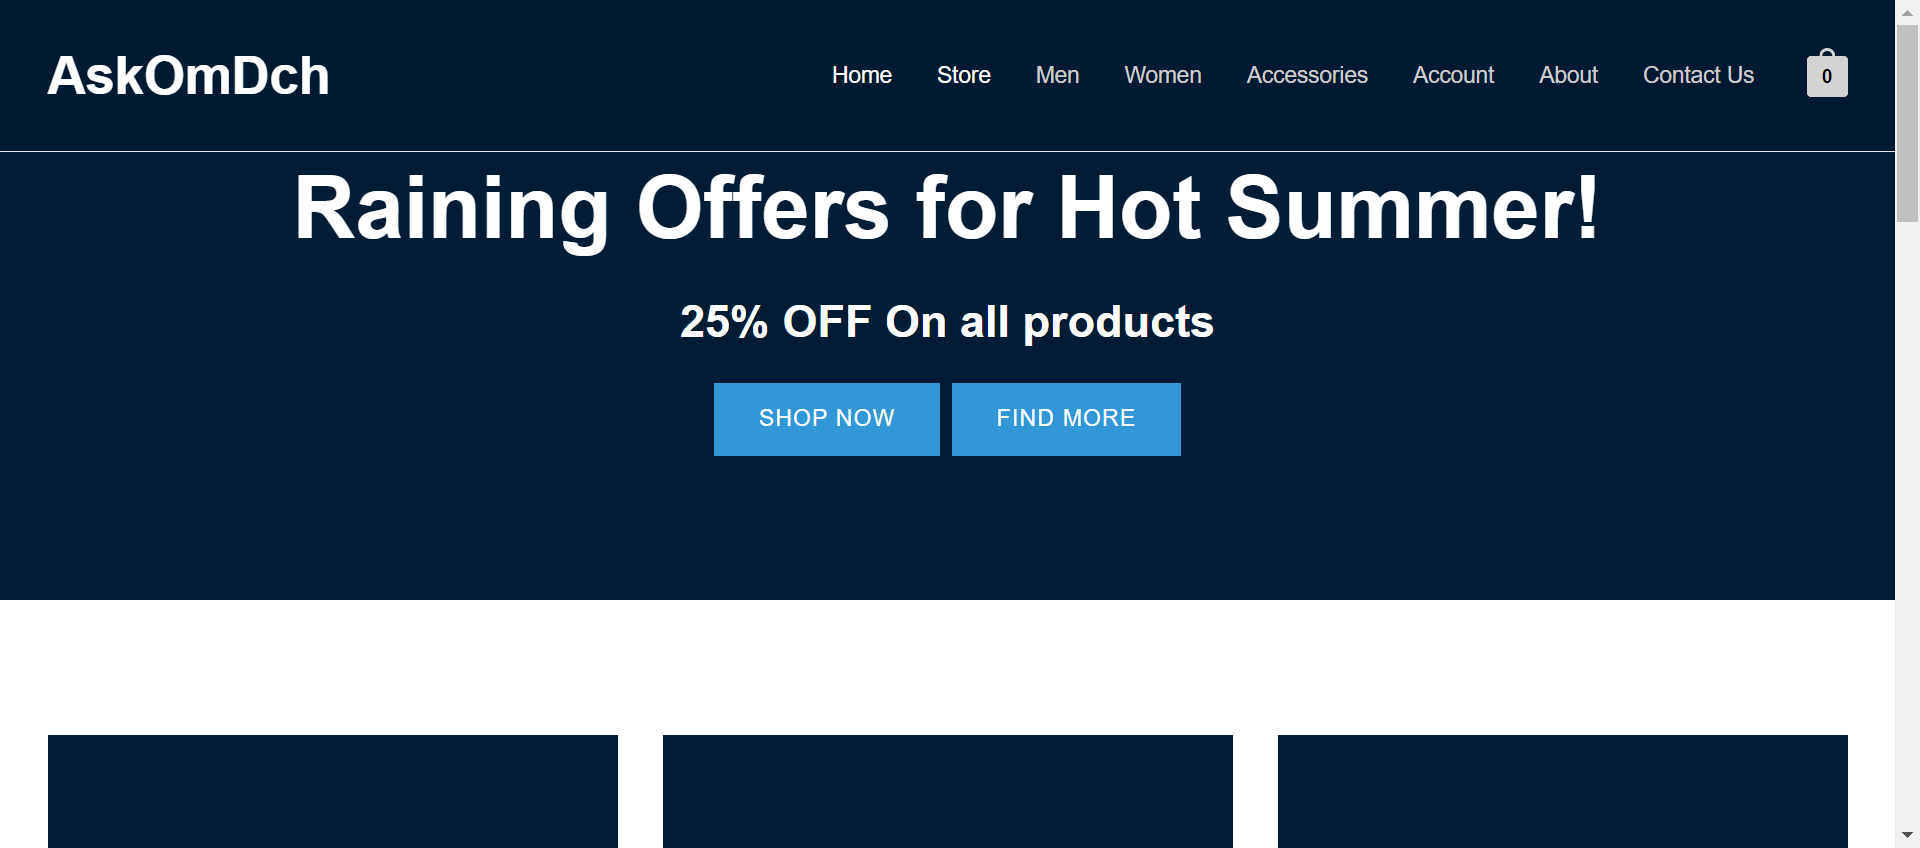 AskOmDch
Home Store Men Women Accessories Account About Contact Us 0
Raining Offers for Hot Summer!
25% OFF On all products
SHOP NOW FIND MORE